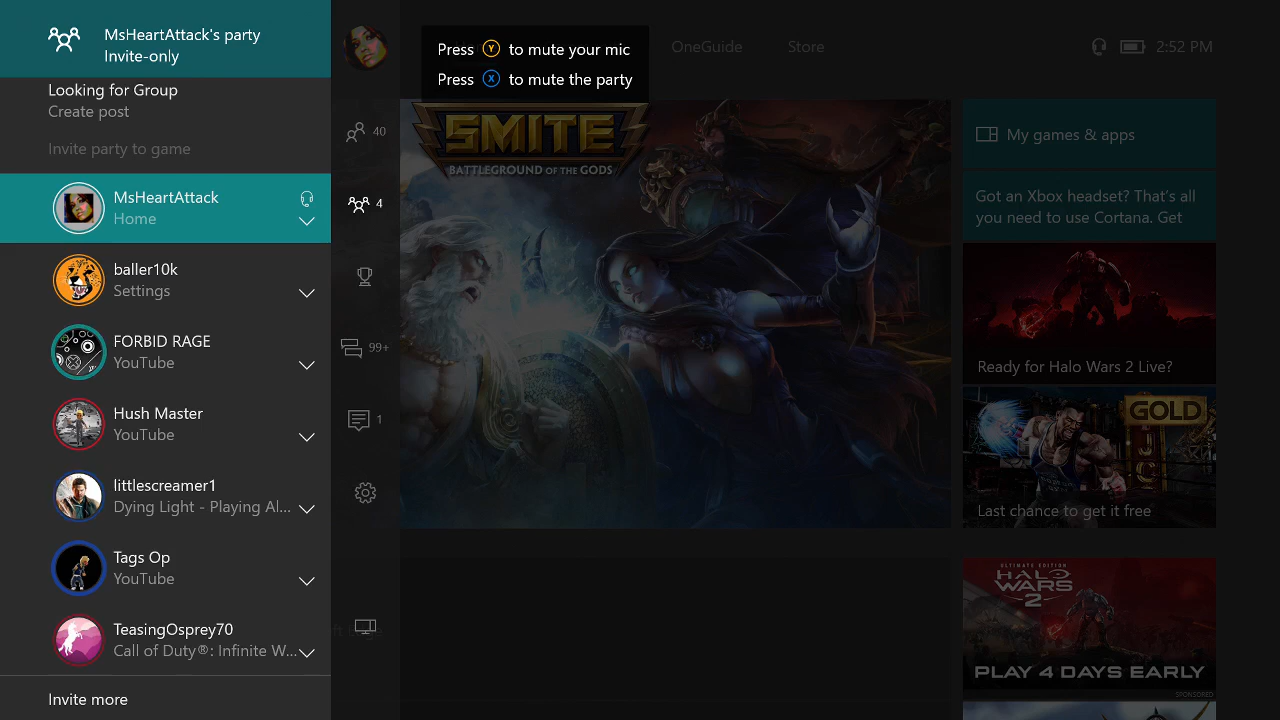 MsHeartAttack's party
Invite-only
Looking for Group
Create post
Invite party to game
MsHeartAttack
Home
baller10k
Settings
FORBID RAGE
YouTube
Hush Master
YouTube
littlescreamer1
Dying Light - Playing Al...
Tags Op
YouTube
TeasingOsprey70
Call of Duty®: Infinite W...
Invite more
40
4
99+
1
Press Y to mute your mic
Press X to mute the party
OneGuide
Store
2:52 PM
SMITE
BATTLEGROUND OF THE GODS
My games & apps
Got an Xbox headset? That's all
you need to use Cortana. Get
Ready for Halo Wars 2 Live?
GOLD
Last chance to get it free
ULTIMATE EDITION
HALO
WARS
2
PLAY 4 DAYS EARLY
SPONSORED